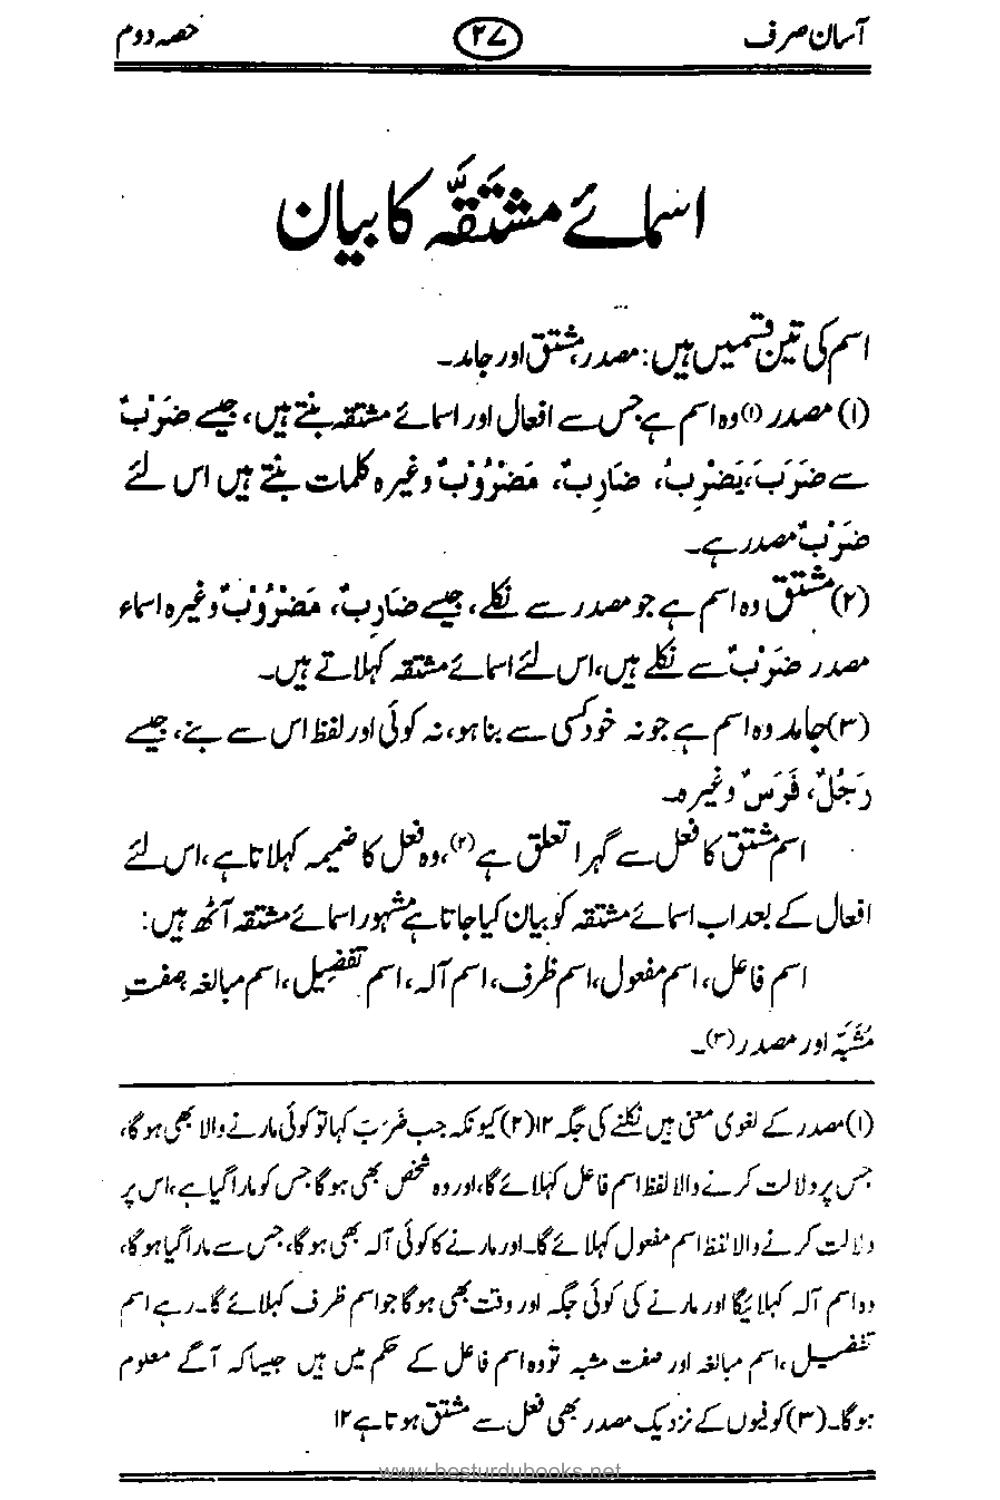 آسان صرف ۲۷ حصہ دوم
اسمائے مشتقَّہ کا بیان
اسم کی تین قسمیں ہیں: مصدر، مشتق اور جامد۔
(۱) مصدر (۱) وہ اسم ہے جس سے افعال اور اسمائے مشتقہ بنتے ہیں، جیسے ضَرْبٌ
سے ضَرَبَ، یَضْرِبُ، ضَارِبٌ، مَضْرُوْبٌ وغیرہ کلمات بنتے ہیں اس لئے
ضَرْبٌ مصدر ہے۔
(۲) مشتق وہ اسم ہے جو مصدر سے نکلے، جیسے ضَارِبٌ، مَضْرُوْبٌ وغیرہ اسماء
مصدر ضَرْبٌ سے نکلے ہیں، اس لئے اسمائے مشتقہ کہلاتے ہیں۔
(۳) جامد وہ اسم ہے جو نہ خود کسی سے بنا ہو، نہ کوئی اور لفظ اس سے بنے، جیسے
رَجُلٌ، فَرَسٌ وغیرہ۔
اسم مشتق کا فعل سے گہرا تعلق ہے (۲)، وہ فعل کا ضمیمہ کہلاتا ہے، اس لئے
افعال کے بعد اب اسمائے مشتقہ کو بیان کیا جاتا ہے مشہور اسمائے مشتقہ آٹھ ہیں:
اسم فاعل، اسم مفعول، اسم ظرف، اسم آلہ، اسم تفضیل، اسم مبالغہ، صفتِ
مُشَبَّہ اور مصدر (۳)۔
(۱) مصدر کے لغوی معنی ہیں نکلنے کی جگہ ۱۲ (۲) کیونکہ جب ضَرَبَ کہا تو کوئی مارنے والا بھی ہوگا،
جس پر دلالت کرنے والا لفظ اسم فاعل کہلائے گا، اور وہ شخص بھی ہوگا جس کو مارا گیا ہے، اس پر
دلالت کرنے والا لفظ اسم مفعول کہلائے گا۔ اور مارنے کا کوئی آلہ بھی ہوگا، جس سے مارا گیا ہوگا،
وہ اسم آلہ کہلائیگا اور مارنے کی کوئی جگہ اور وقت بھی ہوگا جو اسم ظرف کہلائے گا۔ رہے اسم
تفضیل، اسم مبالغہ اور صفت مشبہ تو وہ اسم فاعل کے حکم میں ہیں جیسا کہ آگے معلوم
ہوگا۔ (۳) کوفیوں کے نزدیک مصدر بھی فعل سے مشتق ہوتا ہے ۱۲
www.besturdubooks.net